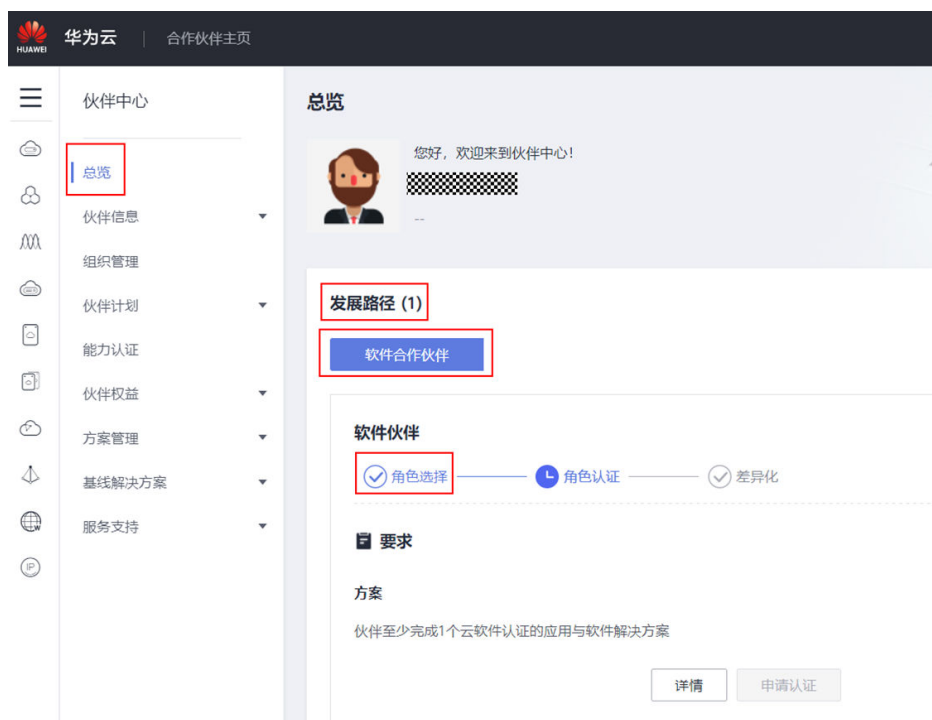 HUAWEI 华为云 | 合作伙伴主页
伙伴中心
总览
伙伴信息
组织管理
伙伴计划
能力认证
伙伴权益
方案管理
基线解决方案
服务支持
W
IP
总览
您好，欢迎来到伙伴中心！
--
发展路径 (1)
软件合作伙伴
软件伙伴
角色选择 角色认证 差异化
要求
方案
伙伴至少完成1个云软件认证的应用与软件解决方案
详情 申请认证